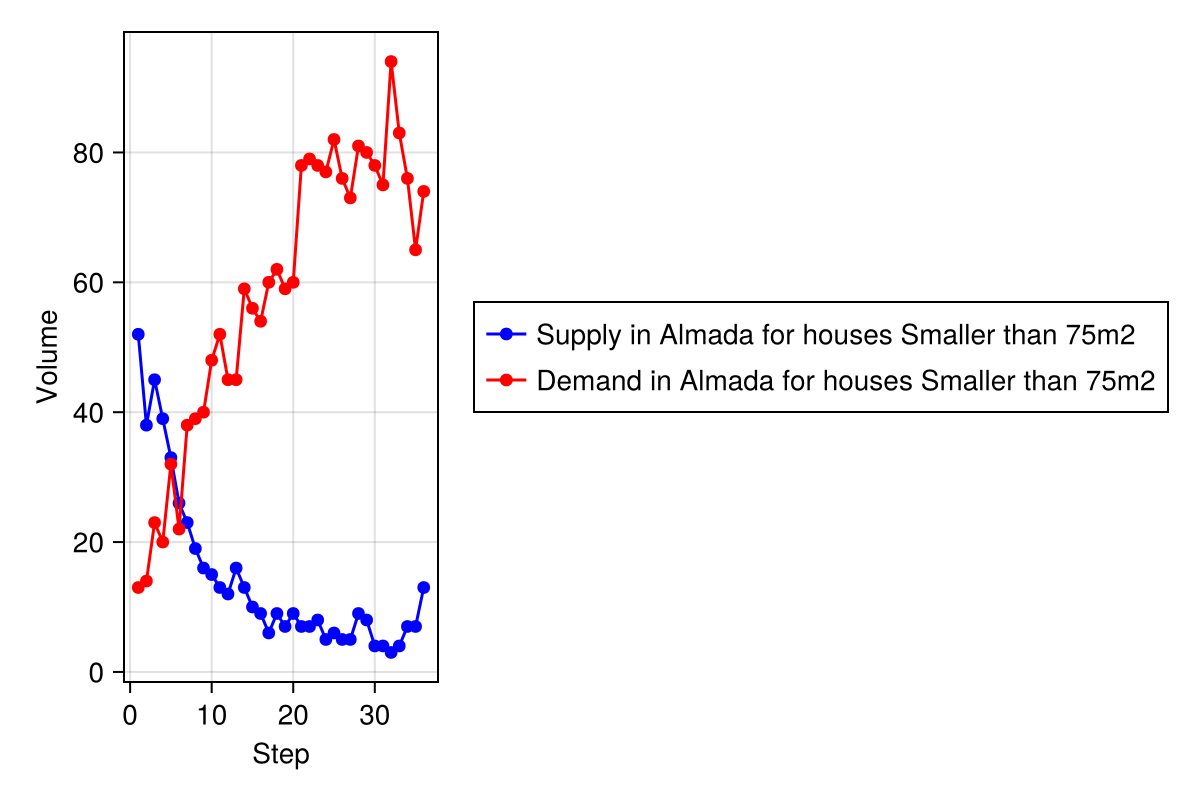 80
60
40
20
0
Volume
0 10 20 30
Step
Supply in Almada for houses Smaller than 75m2
Demand in Almada for houses Smaller than 75m2